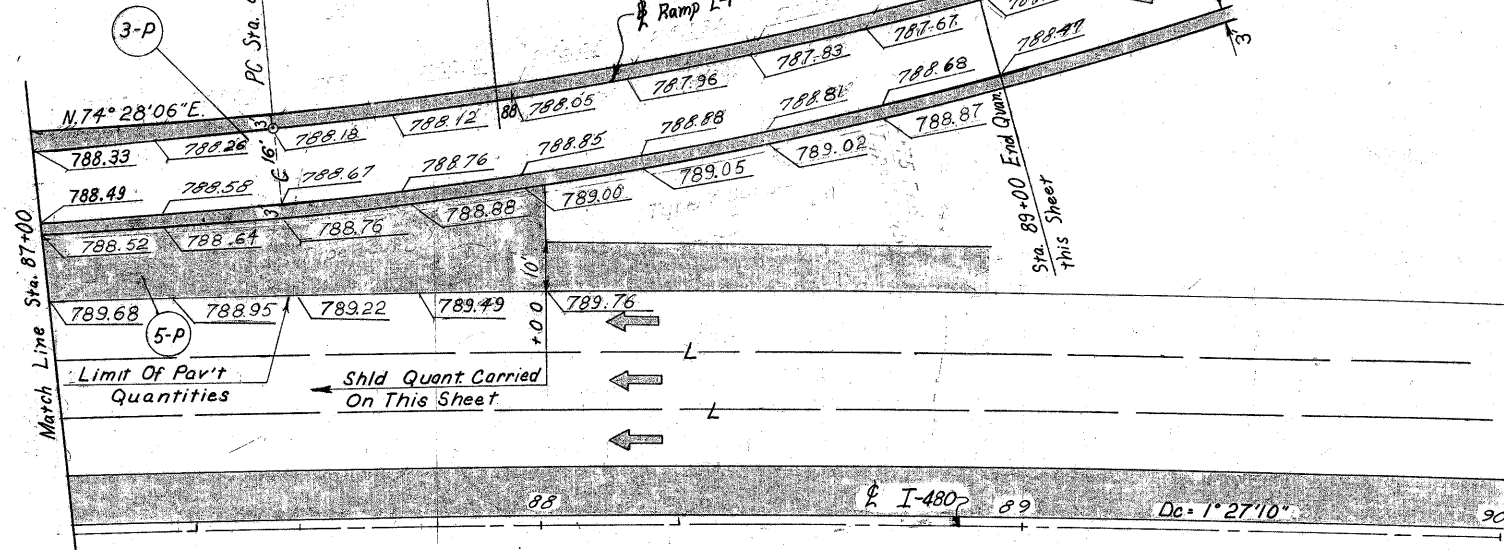 3-P
PC Sta.
℄ Ramp L-1
N.74°28'06"E.
3'
16'
℄
3'
88
788.33
788.26
788.18
788.12
788.05
787.96
787.83
787.67
788.49
788.58
788.67
788.76
788.85
788.88
788.81
788.68
788.47
3'
788.52
788.64
788.76
788.88
789.00
789.05
789.02
788.87
Sta. 89+00 End Quan.
this Sheet
Match Line Sta. 87+00
789.68
788.95
789.22
789.49
789.76
10'
+00
5-P
Limit Of Pav't
Quantities
Shld Quant. Carried
On This Sheet
L
L
88
℄ I-480
89
Dc= 1°27'10"
90